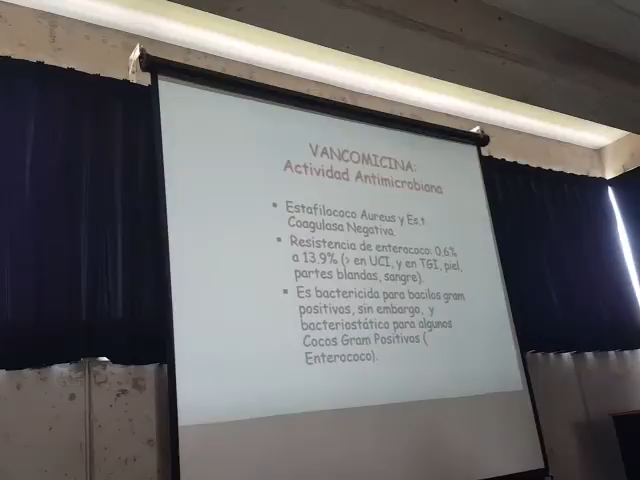 VANCOMICINA:
Actividad Antimicrobiana
▪ Estafilococo Aureus y Es.t
Coagulasa Negativa.
▪ Resistencia de enterococo: 0,6%
a 13.9% (> en UCI, y en TGI, piel,
partes blandas, sangre).
▪ Es bactericida para bacilos gram
positivos, sin embargo, y
bacteriostático para algunos
Cocos Gram Positivos (
Enterococo).